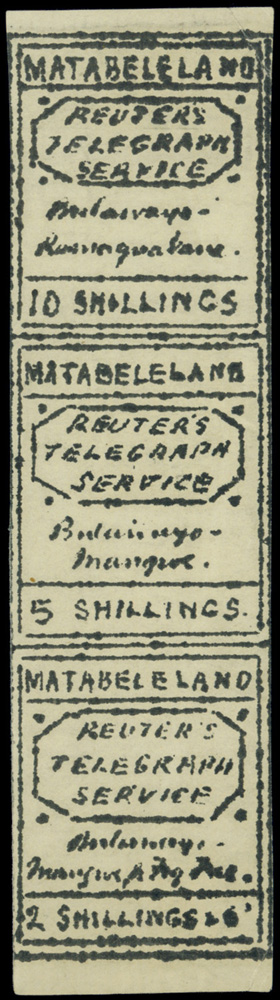 MATABELELAND
REUTER'S
TELEGRAPH
SERVICE
Bulawayo -
10 SHILLINGS
MATABELELAND
REUTER'S
TELEGRAPH
SERVICE
Bulawayo -
Mangwe.
5 SHILLINGS.
MATABELELAND
REUTER'S
TELEGRAPH
SERVICE
Bulawayo -
Mangwe
2 SHILLINGS & 6'